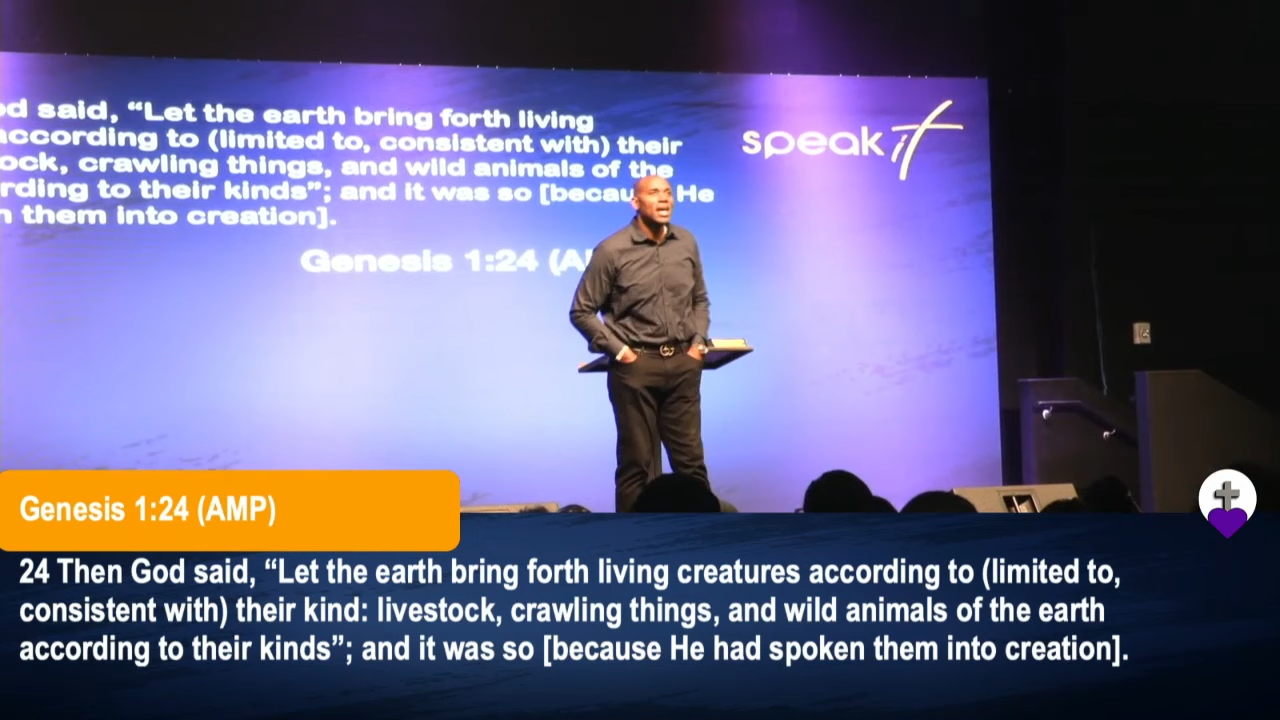 od said, “Let the earth bring forth living
according to (limited to, consistent with) their
ock, crawling things, and wild animals of the
rding to their kinds”; and it was so [becau He
n them into creation].
Genesis 1:24 (A
speak it
Genesis 1:24 (AMP)
24 Then God said, “Let the earth bring forth living creatures according to (limited to,
consistent with) their kind: livestock, crawling things, and wild animals of the earth
according to their kinds”; and it was so [because He had spoken them into creation].